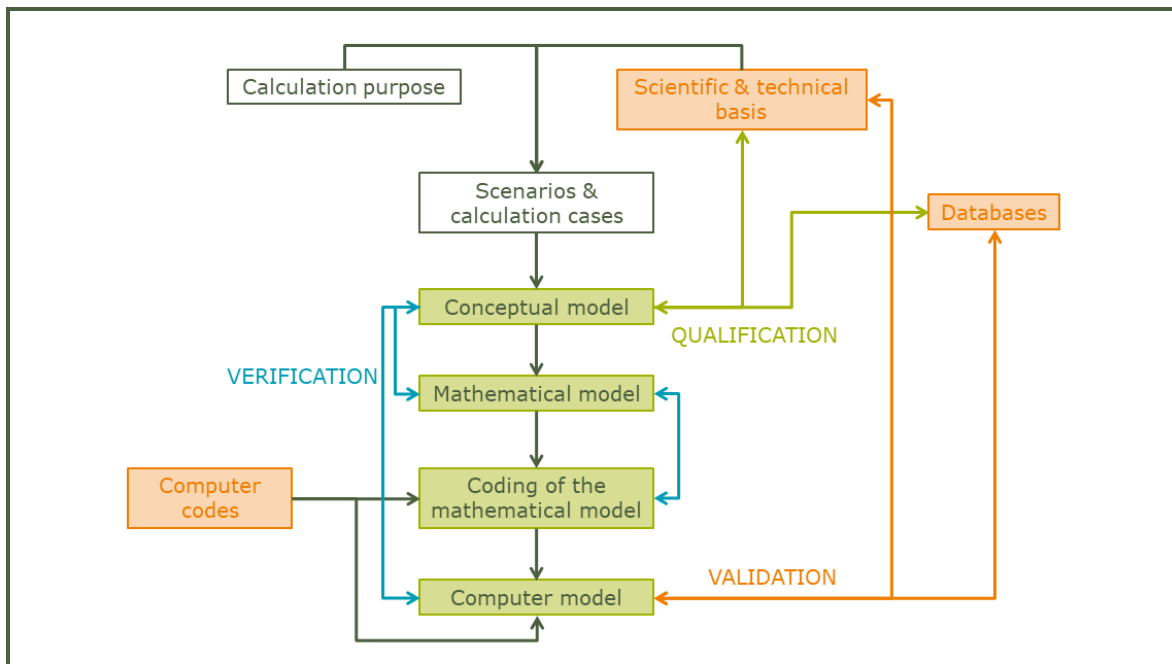 Calculation purpose
Scientific & technical
basis
Scenarios &
calculation cases
Databases
Conceptual model
QUALIFICATION
VERIFICATION
Mathematical model
Computer
codes
Coding of the
mathematical model
VALIDATION
Computer model